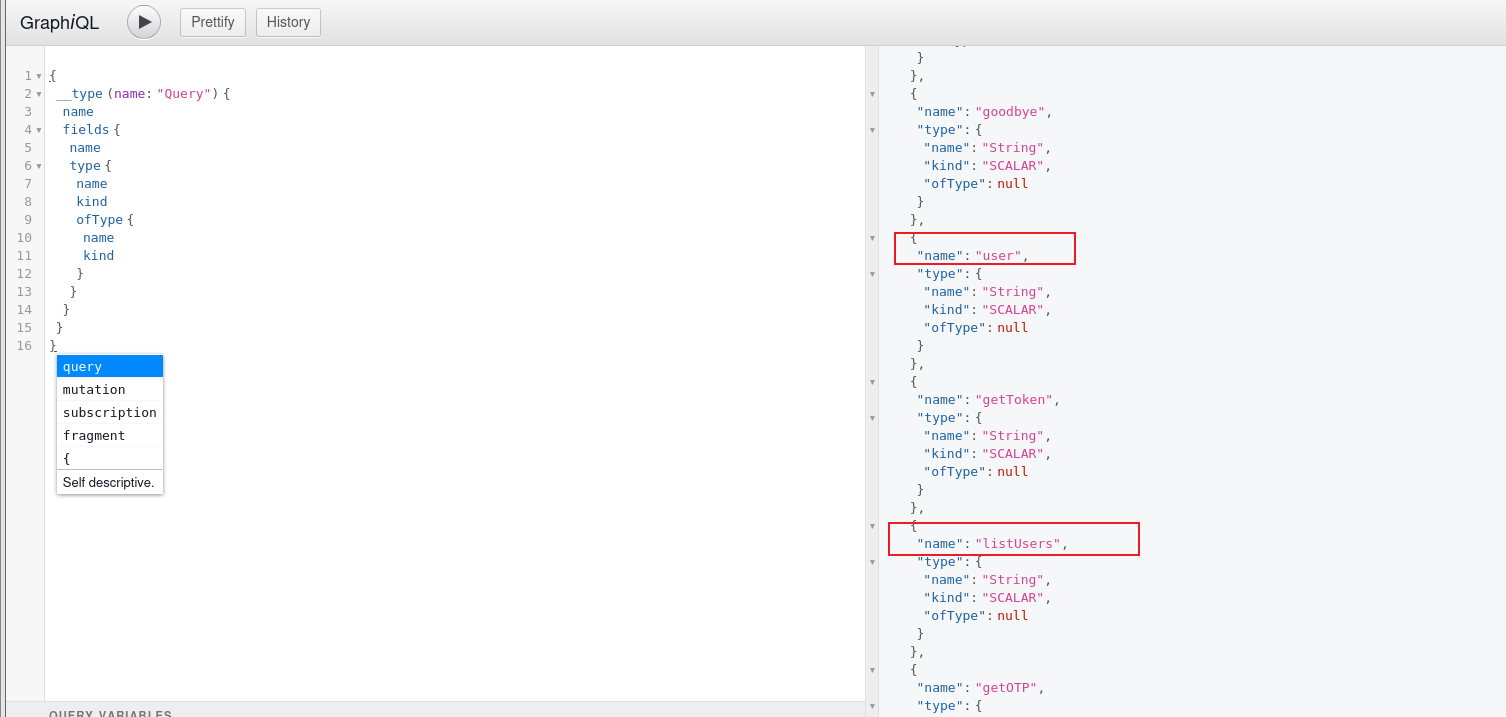 GraphiQL Prettify History
1 {
2 __type(name: "Query") {
3 name
4 fields {
5 name
6 type {
7 name
8 kind
9 ofType {
10 name
11 kind
12 }
13 }
14 }
15 }
16 }
query
mutation
subscription
fragment
{
Self descriptive.
QUERY VARIABLES
}
},
{
"name": "goodbye",
"type": {
"name": "String",
"kind": "SCALAR",
"ofType": null
}
},
{
"name": "user",
"type": {
"name": "String",
"kind": "SCALAR",
"ofType": null
}
},
{
"name": "getToken",
"type": {
"name": "String",
"kind": "SCALAR",
"ofType": null
}
},
{
"name": "listUsers",
"type": {
"name": "String",
"kind": "SCALAR",
"ofType": null
}
},
{
"name": "getOTP",
"type": {